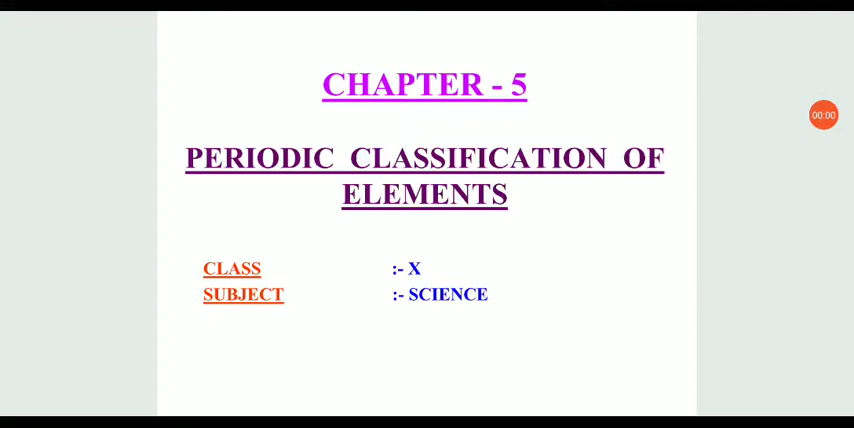 CHAPTER - 5
PERIODIC CLASSIFICATION OF
ELEMENTS
00:00
CLASS :- X
SUBJECT :- SCIENCE